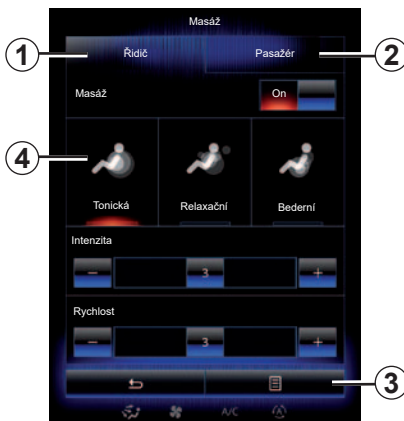 Masáž
1
Řidič
Pasažér
2
Masáž
On
4
Tonická
Relaxační
Bederní
Intenzita
− 3 +
Rychlost
− 3 +
3
A/C
A